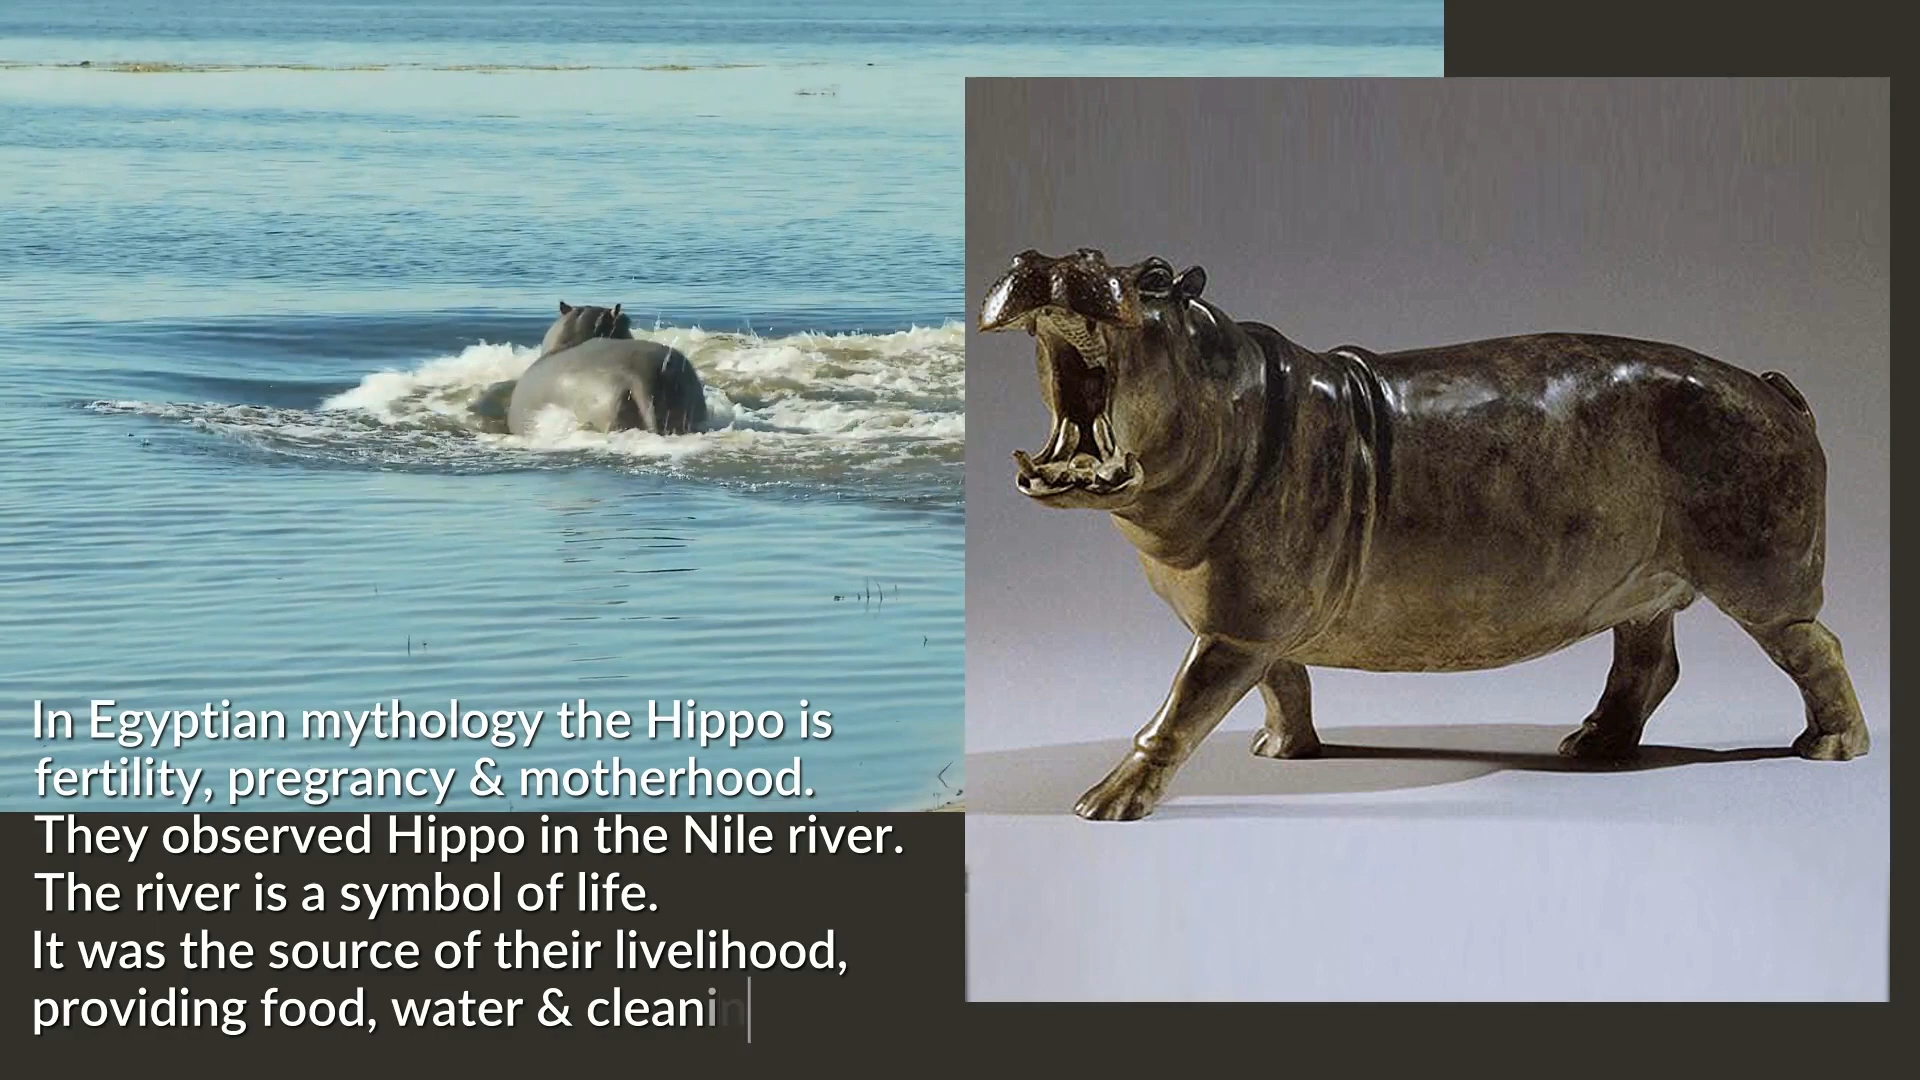 In Egyptian mythology the Hippo is
fertility, pregrancy & motherhood.
They observed Hippo in the Nile river.
The river is a symbol of life.
It was the source of their livelihood,
providing food, water & cleanin